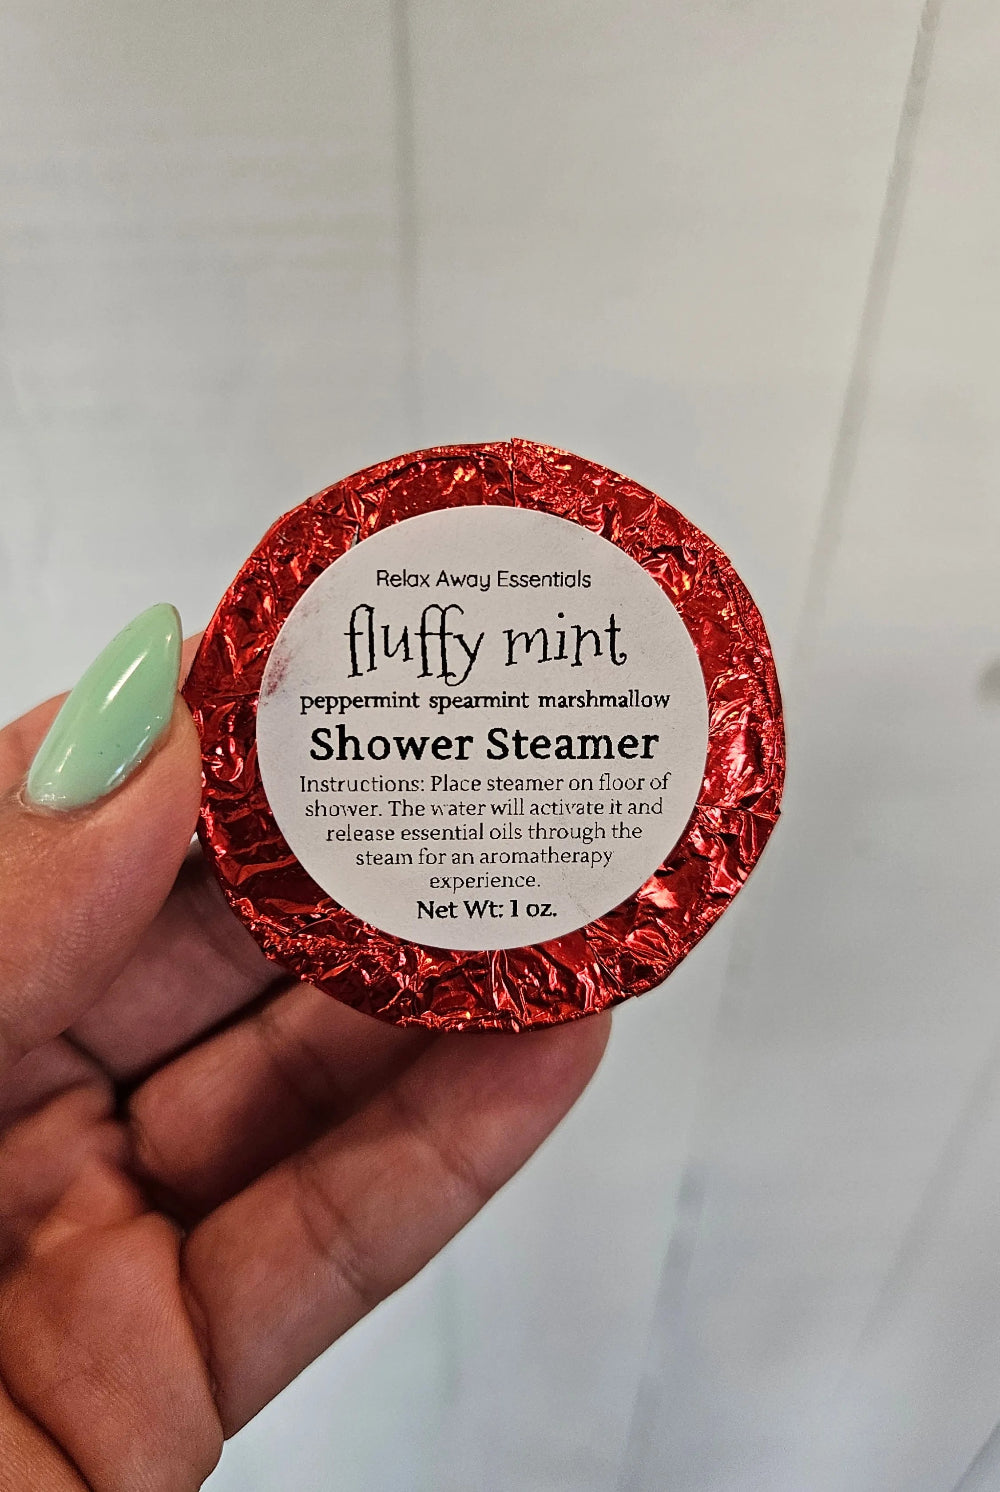 Relax Away Essentials
fluffy mint
peppermint spearmint marshmallow
Shower Steamer
Instructions: Place steamer on floor of
shower. The water will activate it and
release essential oils through the
steam for an aromatherapy
experience.
Net Wt: 1 oz.